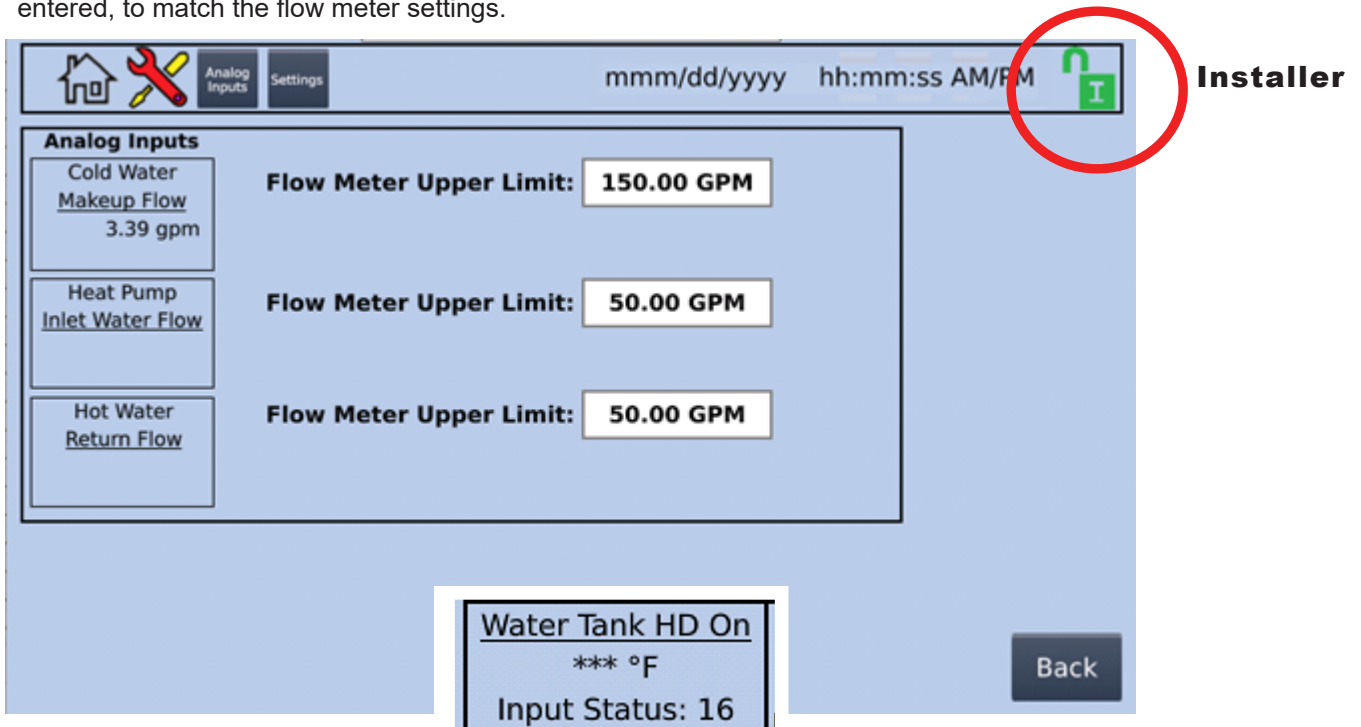 entered, to match the flow meter settings.
Analog Inputs
Settings
mmm/dd/yyyy hh:mm:ss AM/PM
I
Installer
Analog Inputs
Cold Water
Makeup Flow
3.39 gpm
Flow Meter Upper Limit: 150.00 GPM
Heat Pump
Inlet Water Flow
Flow Meter Upper Limit: 50.00 GPM
Hot Water
Return Flow
Flow Meter Upper Limit: 50.00 GPM
Water Tank HD On
*** °F
Input Status: 16
Back